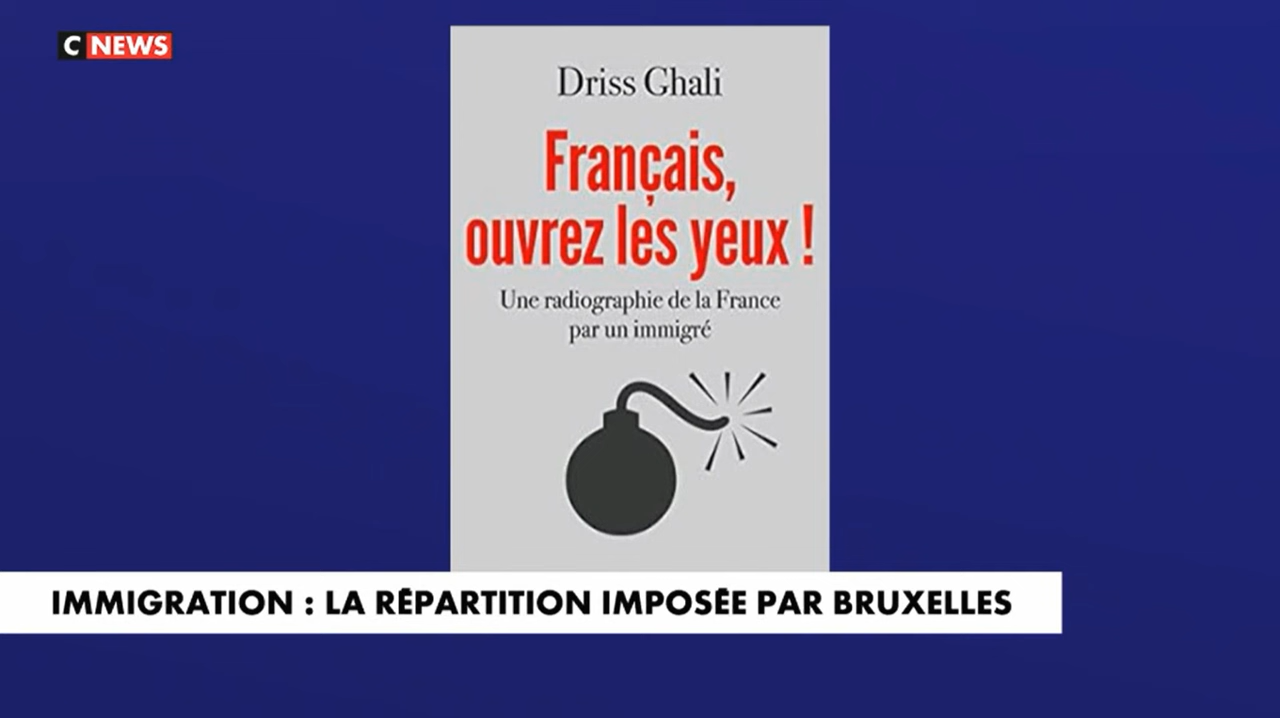 C NEWS
Driss Ghali
Français,
ouvrez les yeux !
Une radiographie de la France
par un immigré
IMMIGRATION : LA RÉPARTITION IMPOSÉE PAR BRUXELLES